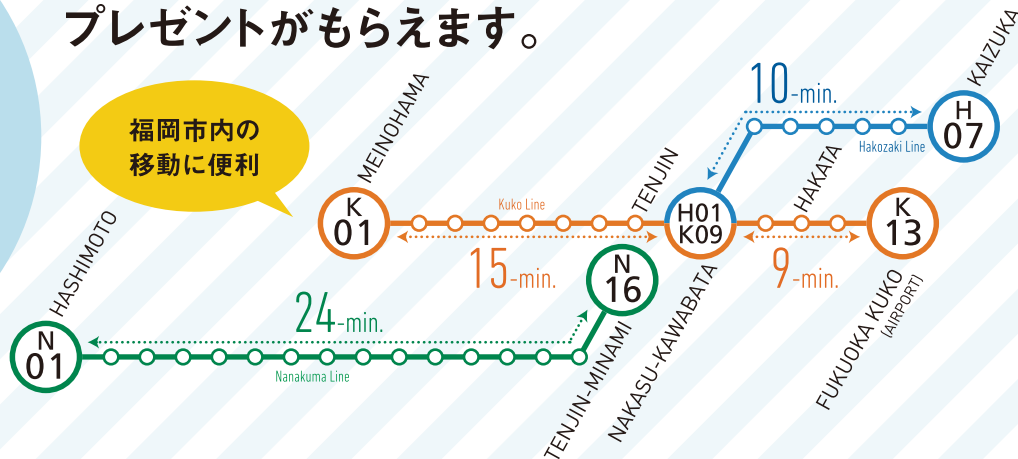 プレゼントがもらえます。
福岡市内の
移動に便利
HASHIMOTO
N
01
24-min.
Nanakuma Line
N
16
TENJIN-MINAMI
MEINOHAMA
K
01
Kuko Line
15-min.
TENJIN
H01
K09
NAKASU-KAWABATA
10-min.
Hakozaki Line
KAIZUKA
H
07
HAKATA
9-min.
K
13
FUKUOKA KUKO
(AIRPORT)